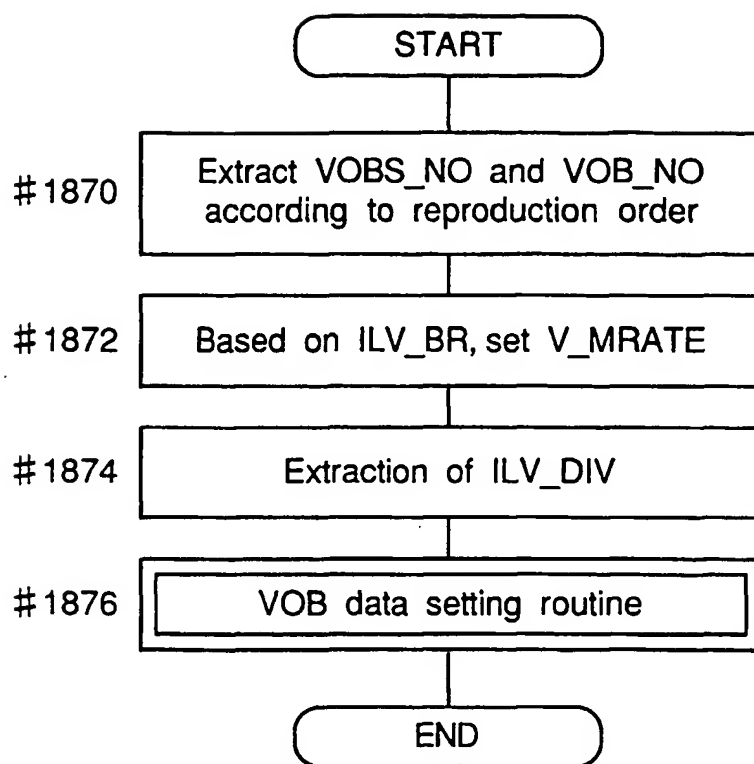 START
#1870
Extract VOBS_NO and VOB_NO
according to reproduction order
#1872
Based on ILV_BR, set V_MRATE
#1874
Extraction of ILV_DIV
#1876
VOB data setting routine
END